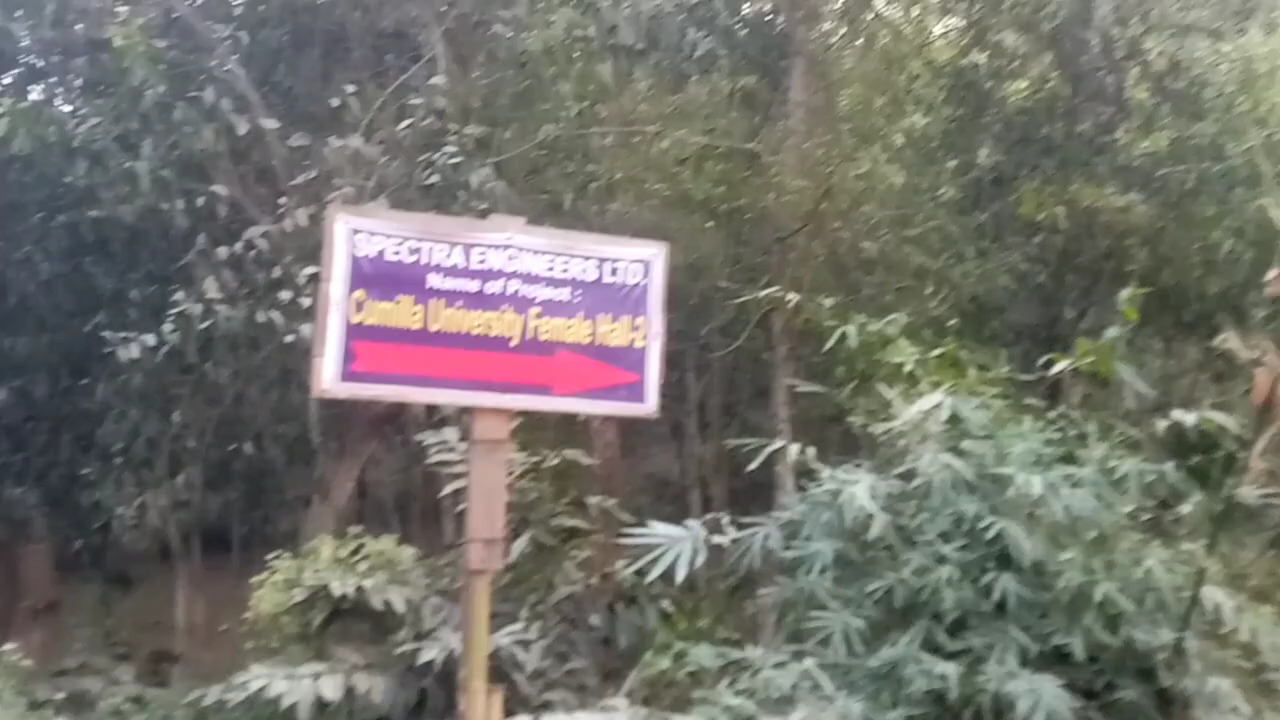 SPECTRA ENGINEERS LTD.
Name of Project :
Cumilla University Female Hall-2